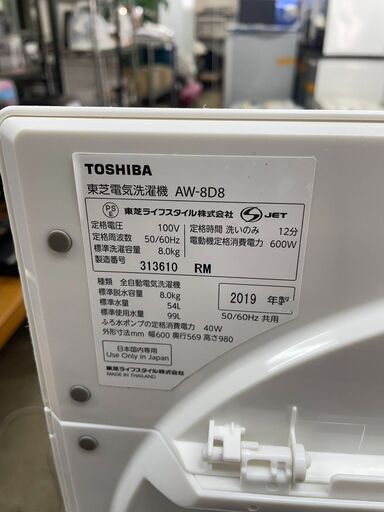 TOSHIBA
東芝電気洗濯機 AW-8D8
PS E 東芝ライフスタイル株式会社 JET
定格電圧 100V 定格時間 洗いのみ 12分
定格周波数 50/60Hz 電動機定格消費電力 600W
標準洗濯容量 8.0kg
製造番号 313610 RM
種類 全自動電気洗濯機
標準脱水容量 8.0kg 2019 年製
標準水量 54L
標準使用水量 99L 50/60Hz 共用
ふろ水ポンプの定格消費電力 40W
外形寸法mm 幅600 奥行569 高さ980
日本国内専用
Use Only in Japan
東芝ライフスタイル株式会社
MADE IN THAILAND